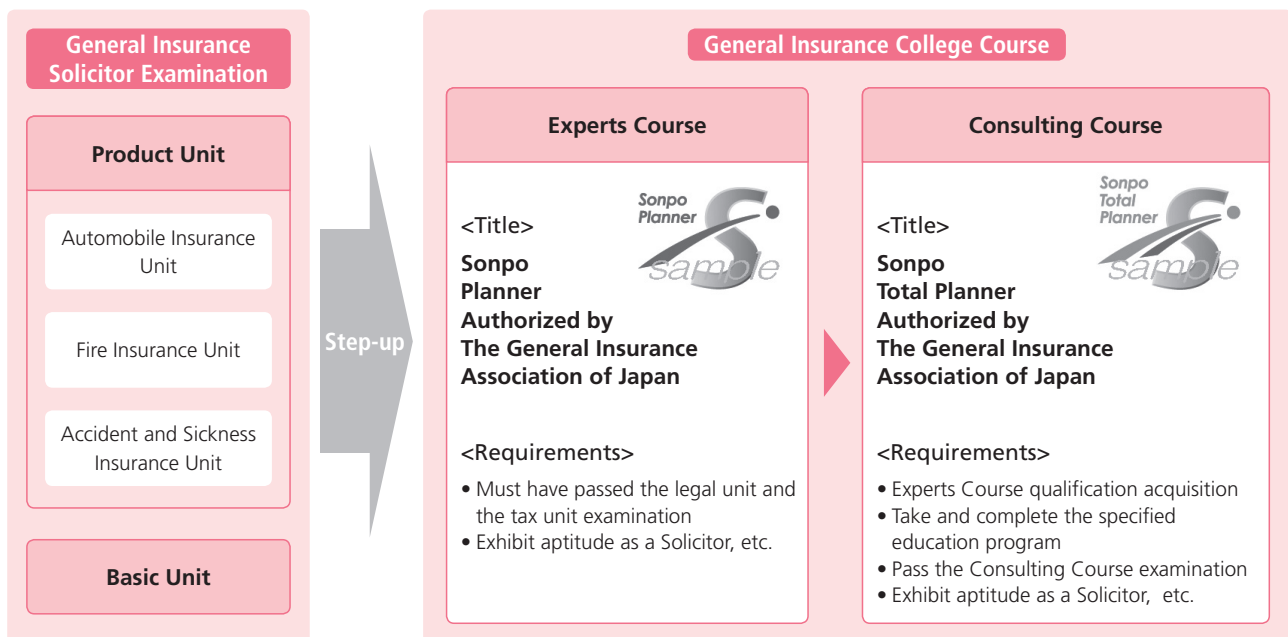 General Insurance
Solicitor Examination
Product Unit
Automobile Insurance
Unit
Fire Insurance Unit
Accident and Sickness
Insurance Unit
Basic Unit
Step-up
General Insurance College Course
Experts Course
Sonpo
Planner
sample
<Title>
Sonpo
Planner
Authorized by
The General Insurance
Association of Japan
<Requirements>
• Must have passed the legal unit and
the tax unit examination
• Exhibit aptitude as a Solicitor, etc.
Consulting Course
Sonpo
Total
Planner
sample
<Title>
Sonpo
Total Planner
Authorized by
The General Insurance
Association of Japan
<Requirements>
• Experts Course qualification acquisition
• Take and complete the specified
education program
• Pass the Consulting Course examination
• Exhibit aptitude as a Solicitor, etc.